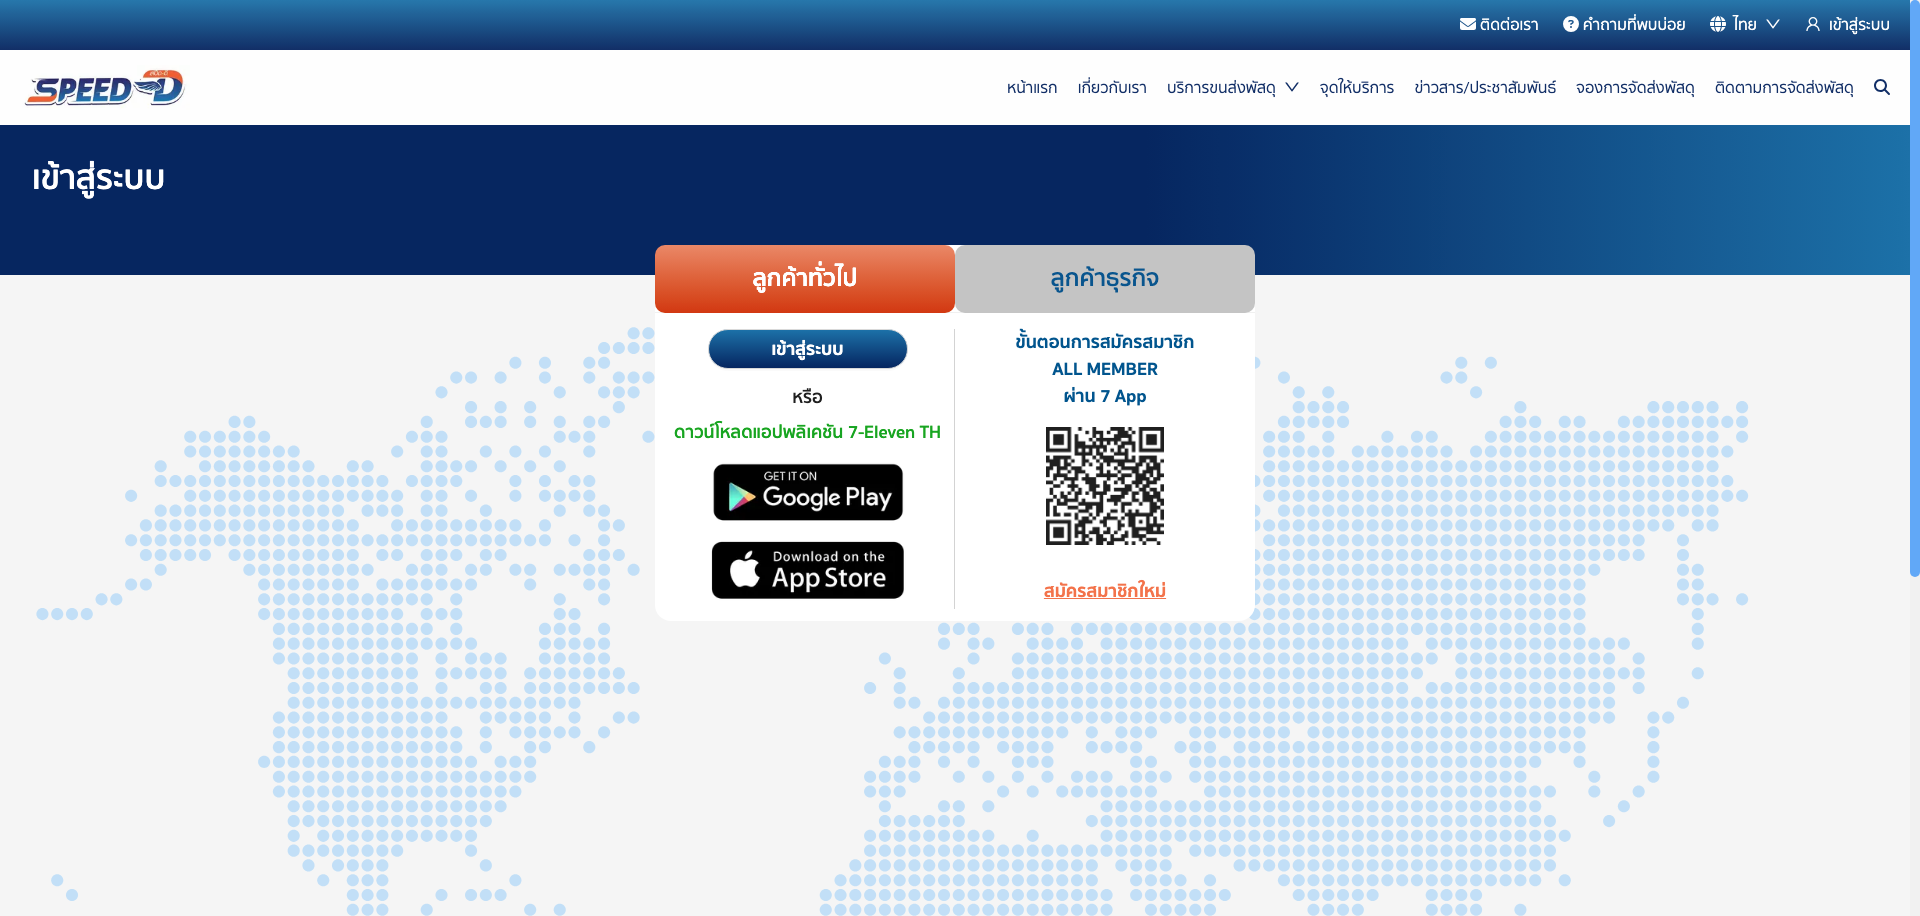 ติดต่อเรา คำถามที่พบบ่อย ไทย เข้าสู่ระบบ
SPEED-D
หน้าแรก เกี่ยวกับเรา บริการขนส่งพัสดุ จุดให้บริการ ข่าวสาร/ประชาสัมพันธ์ จองการจัดส่งพัสดุ ติดตามการจัดส่งพัสดุ
เข้าสู่ระบบ
ลูกค้าทั่วไป ลูกค้าธุรกิจ
เข้าสู่ระบบ
หรือ
ดาวน์โหลดแอปพลิเคชัน 7-Eleven TH
GET IT ON
Google Play
Download on the
App Store
ขั้นตอนการสมัครสมาชิก
ALL MEMBER
ผ่าน 7 App
สมัครสมาชิกใหม่